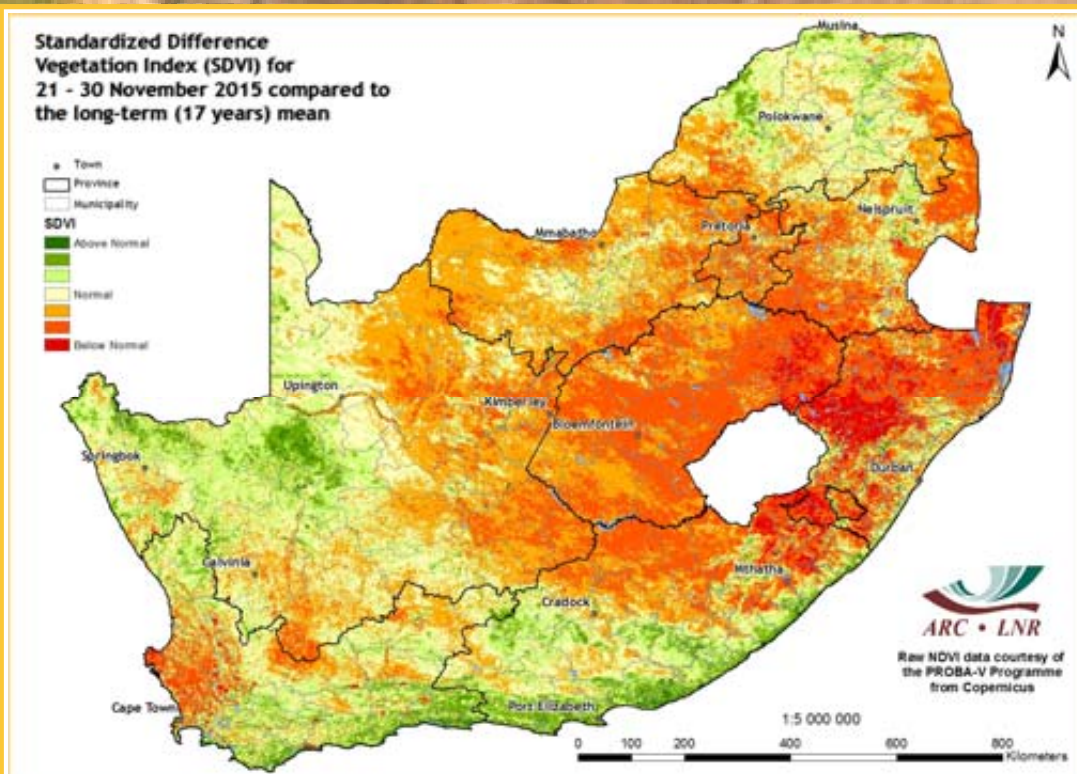 Standardized Difference
Vegetation Index (SDVI) for
21 - 30 November 2015 compared to
the long-term (17 years) mean
Town
Province
Municipality
SDVI
Above Normal
Normal
Below Normal
N
Musina
Polokwane
Nelspruit
Pretoria
Mmabatho
Upington
Kimberley
Bloemfontein
Springbok
Durban
Calvinia
Mthatha
Cradock
Cape Town
Port Elizabeth
ARC • LNR
Raw NDVI data courtesy of
the PROBA-V Programme
from Copernicus
1:5 000 000
0 100 200 400 600 800
Kilometers